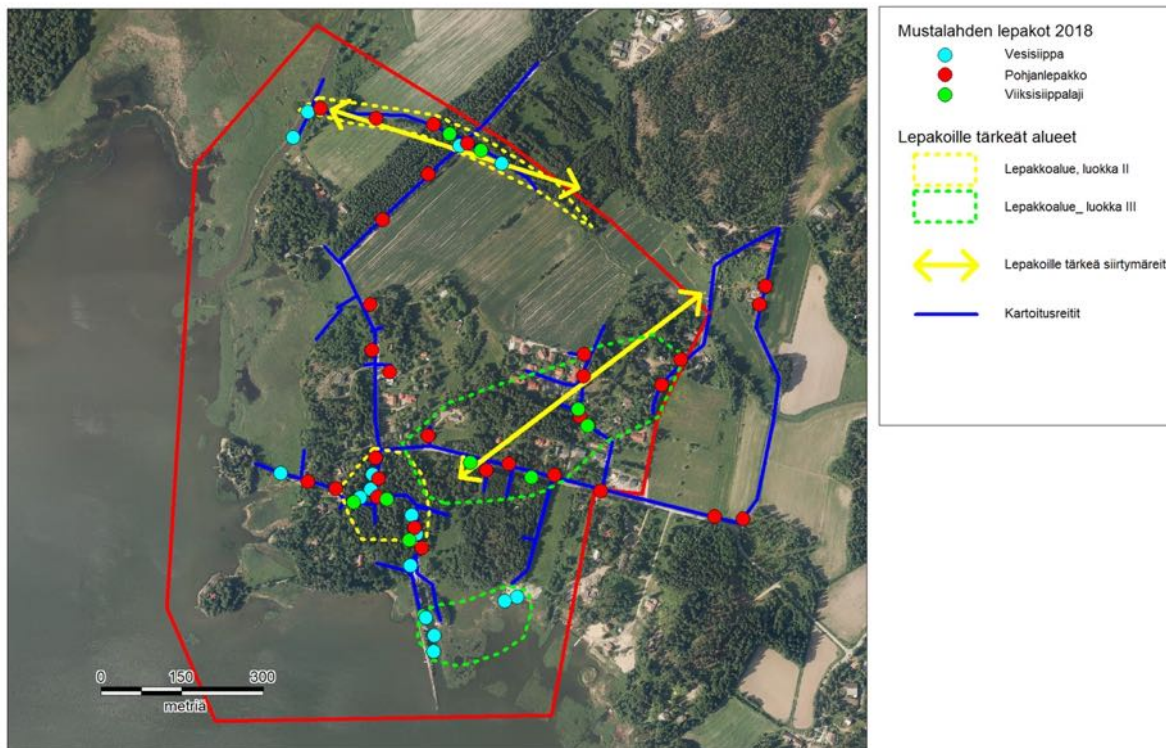 Mustalahden lepakot 2018
Vesisiippa
Pohjanlepakko
Viiksisiippalaji
Lepakoille tärkeät alueet
Lepakkoalue, luokka II
Lepakkoalue_ luokka III
Lepakoille tärkeä siirtymäreit
Kartoitusreitit
0 150 300
metriä